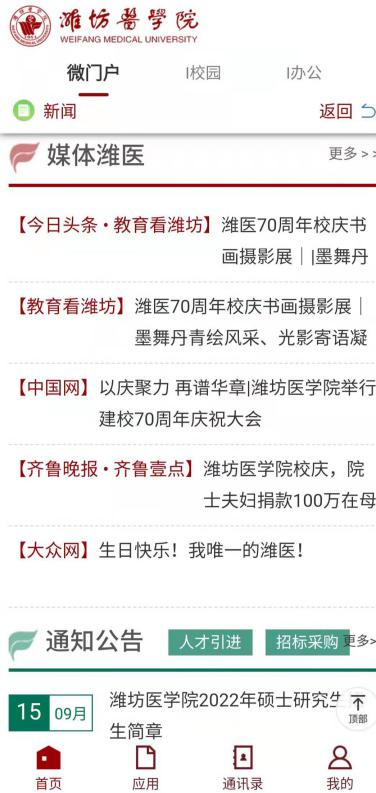 潍坊醫學院
WEIFANG MEDICAL UNIVERSITY
微门户 I校园 I办公
新闻 返回
媒体潍医 更多 > >
【今日头条·教育看潍坊】潍医70周年校庆书
画摄影展｜|墨舞丹
【教育看潍坊】潍医70周年校庆书画摄影展｜
墨舞丹青绘风采、光影寄语凝
【中国网】以庆聚力 再谱华章|潍坊医学院举行
建校70周年庆祝大会
【齐鲁晚报·齐鲁壹点】潍坊医学院校庆，院
士夫妇捐款100万在母
【大众网】生日快乐！我唯一的潍医！
通知公告 人才引进 招标采购 更多>
15 09月 潍坊医学院2022年硕士研究生
生简章
顶部
首页 应用 通讯录 我的